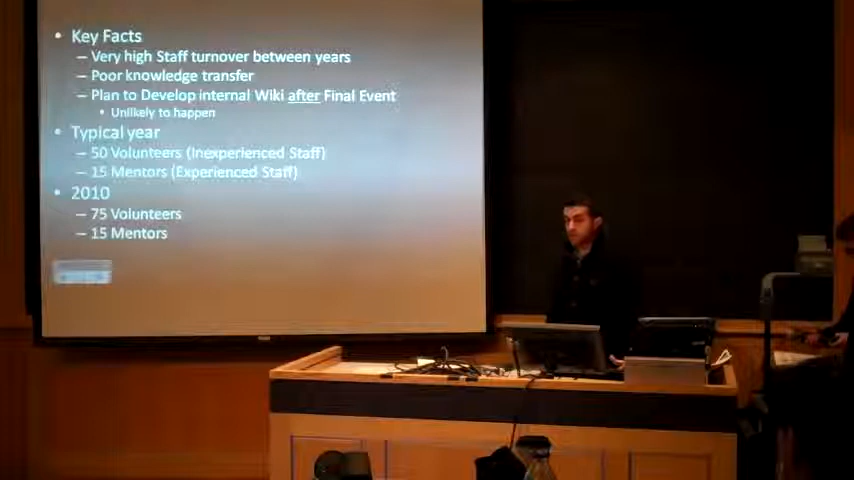 • Key Facts
– Very high Staff turnover between years
– Poor knowledge transfer
– Plan to Develop internal Wiki after Final Event
• Unlikely to happen
• Typical year
– 50 Volunteers (Inexperienced Staff)
– 15 Mentors (Experienced Staff)
• 2010
– 75 Volunteers
– 15 Mentors